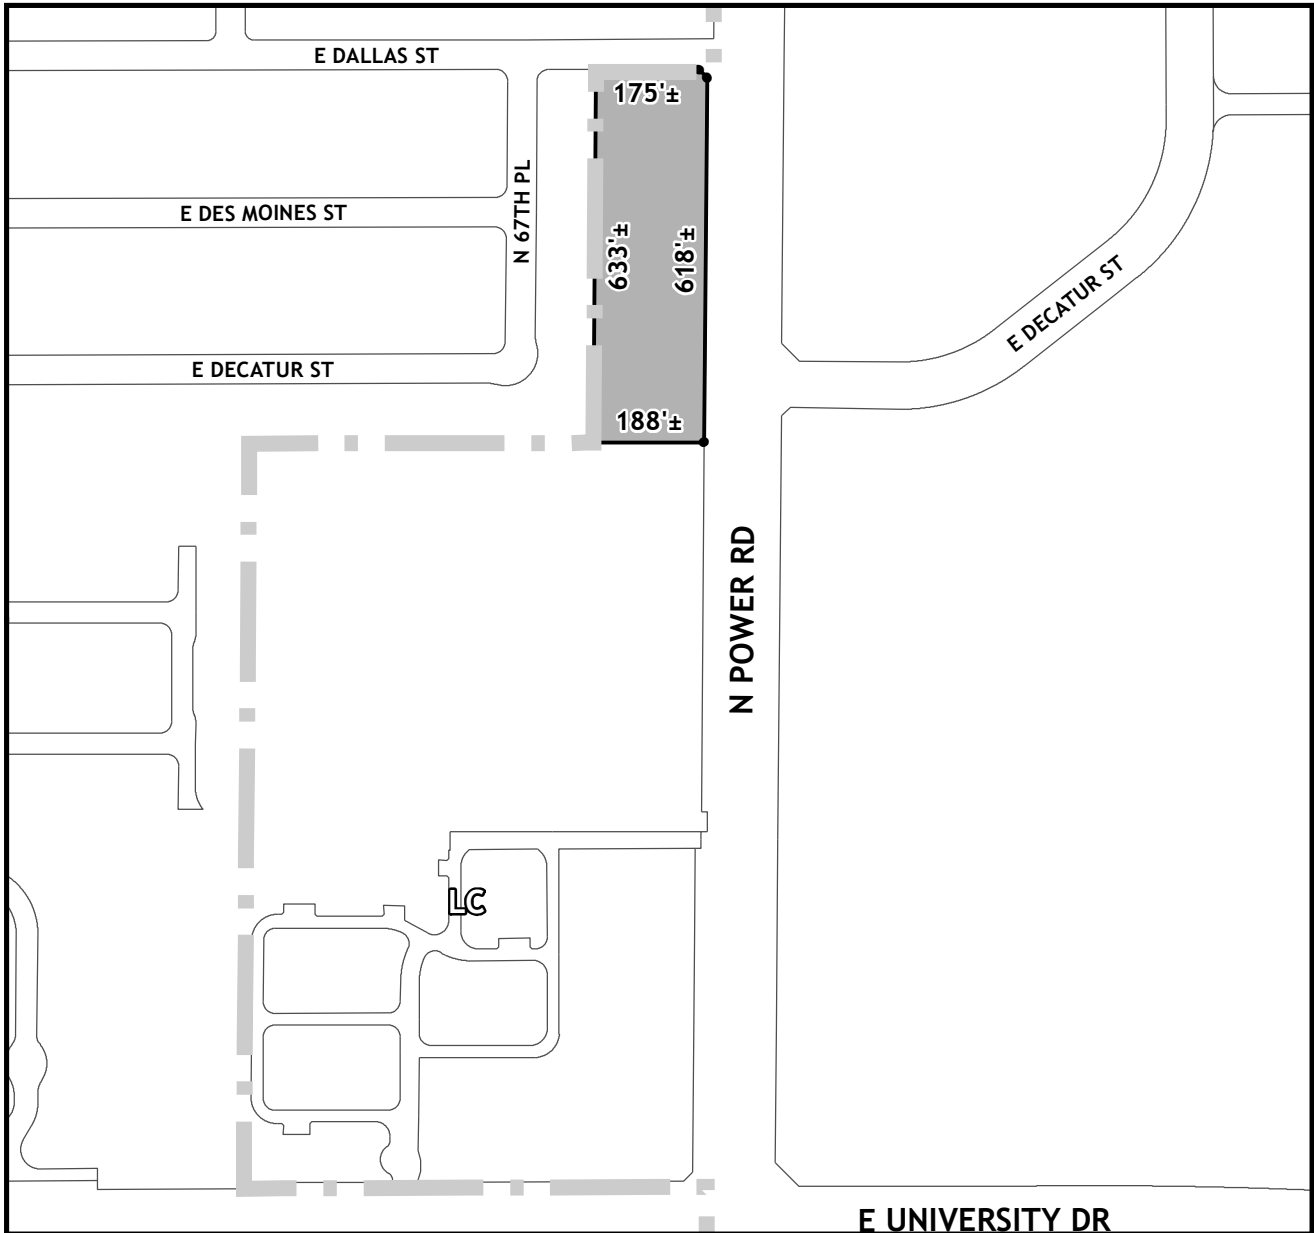 E DALLAS ST
175'±
E DES MOINES ST
N 67TH PL
633'±
618'±
E DECATUR ST
E DECATUR ST
188'±
N POWER RD
LC
E UNIVERSITY DR